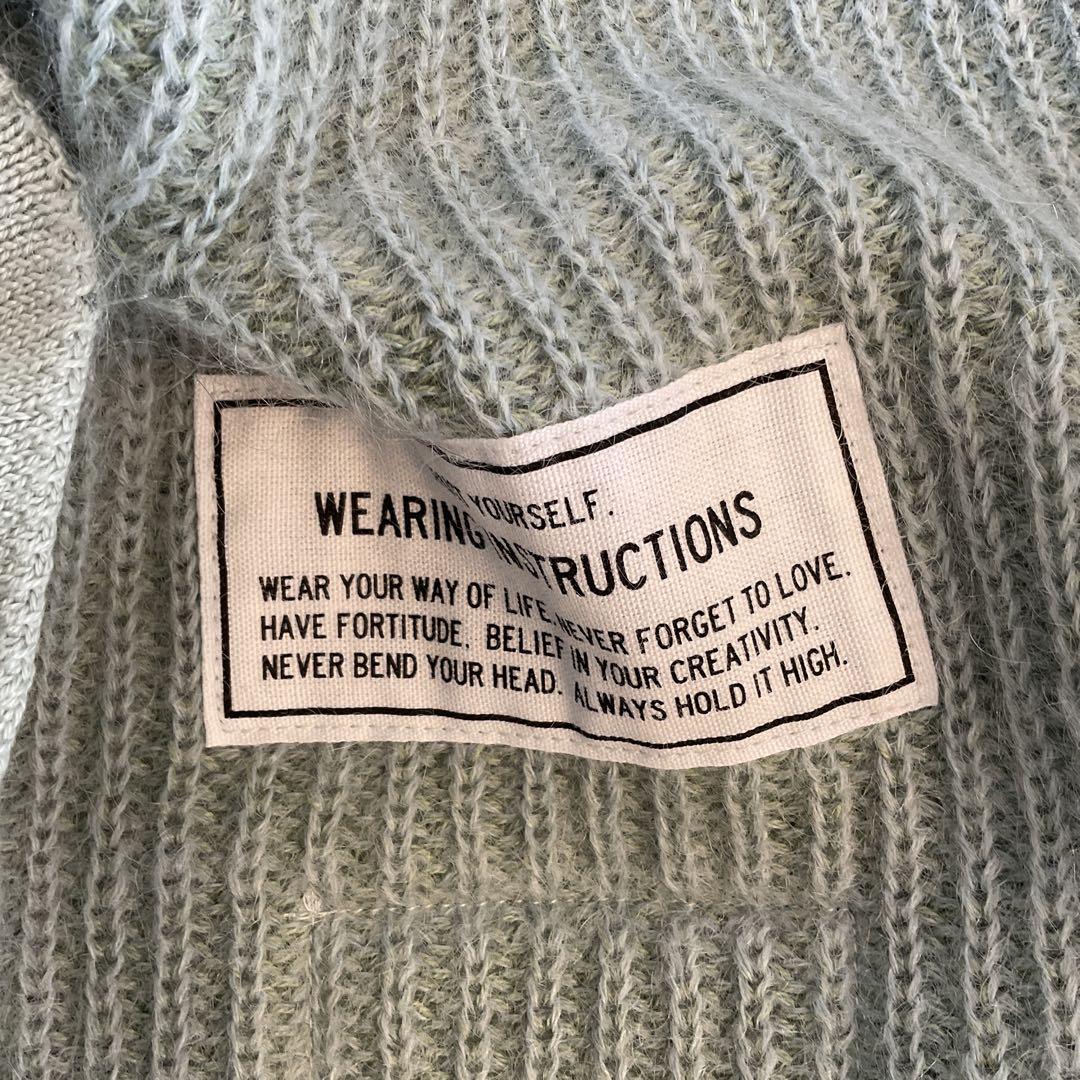 YOURSELF.
WEARING INSTRUCTIONS
WEAR YOUR WAY OF LIFE. NEVER FORGET TO LOVE.
HAVE FORTITUDE. BELIEF IN YOUR CREATIVITY.
NEVER BEND YOUR HEAD. ALWAYS HOLD IT HIGH.